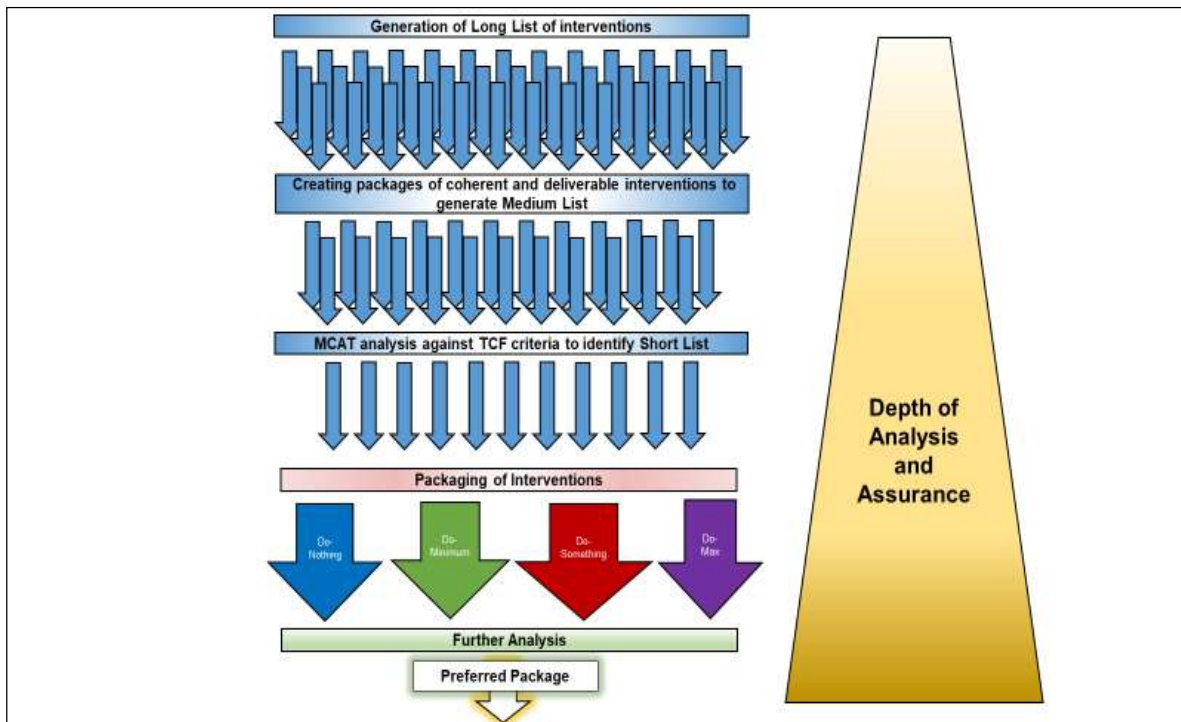 Generation of Long List of interventions
Creating packages of coherent and deliverable interventions to
generate Medium List
MCAT analysis against TCF criteria to identify Short List
Packaging of Interventions
Do-
Nothing
Do-
Minimum
Do-
Something
Do-
Max
Further Analysis
Preferred Package
Depth of
Analysis
and
Assurance